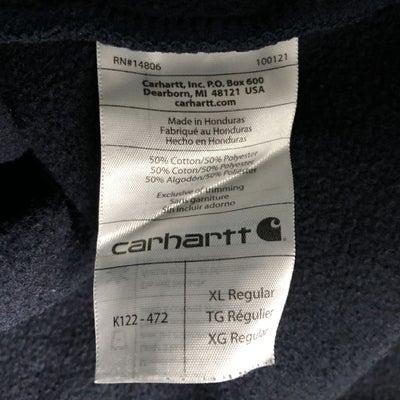 RN#14806 100121
Carhartt, Inc. P.O. Box 600
Dearborn, MI 48121 USA
carhartt.com
Made in Honduras
Fabriqué au Honduras
Hecho en Honduras
50% Cotton/50% Polyester
50% Coton/50% Polyester
50% Algodón/50% Poliéster
Exclusive of trimming
Sans garniture
Sin incluir adorno
carhartt
K122-472
XL Regular
TG Régulier
XG Regular